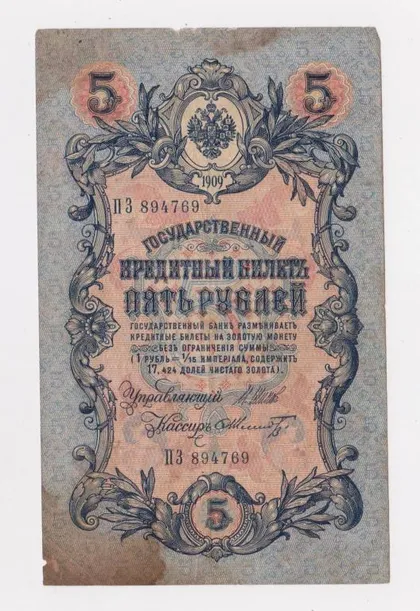 5 5
1909
ПЗ 894769
ГОСУДАРСТВЕННЫЙ
КРЕДИТНЫЙ БИЛЕТЪ
ПЯТЬ РУБЛЕЙ
ГОСУДАРСТВЕННЫЙ БАНКЪ РАЗМѢНИВАЕТЪ
КРЕДИТНЫЕ БИЛЕТЫ НА ЗОЛОТУЮ МОНЕТУ
БЕЗЪ ОГРАНИЧЕНІЯ СУММЫ
(1 РУБЛЬ = 1/15 ИМПЕРІАЛА, СОДЕРЖИТЪ
17,424 ДОЛЕЙ ЧИСТАГО ЗОЛОТА).
Управляющій
Кассиръ
ПЗ 894769
5